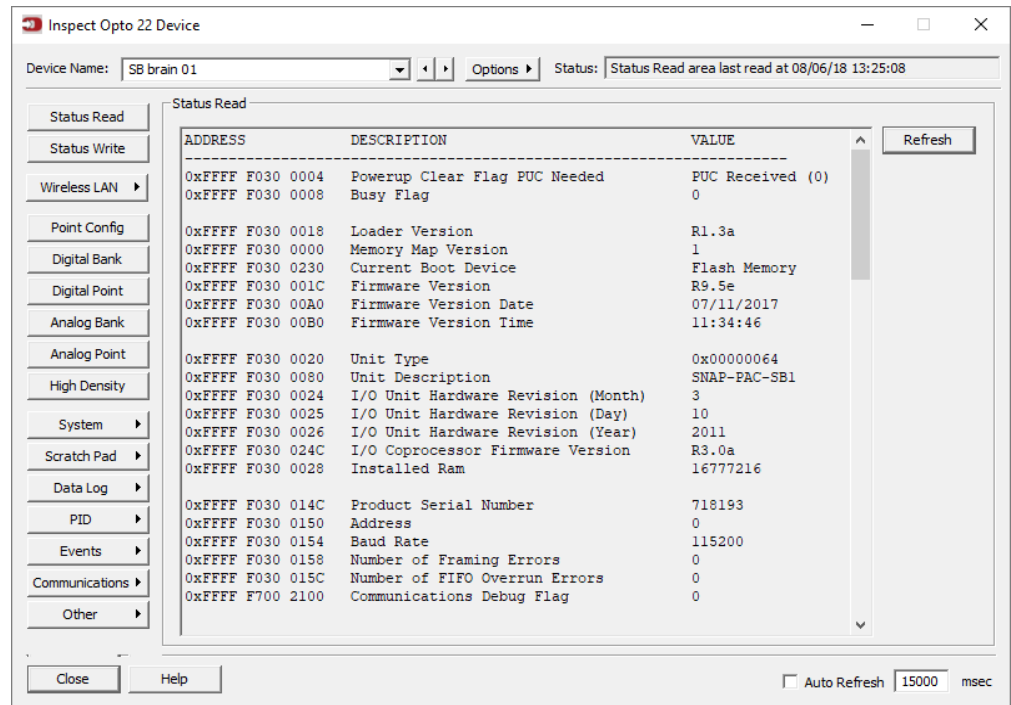 Inspect Opto 22 Device
Device Name: SB brain 01 Options Status: Status Read area last read at 08/06/18 13:25:08
Status Read
Status Write
Wireless LAN
Point Config
Digital Bank
Digital Point
Analog Bank
Analog Point
High Density
System
Scratch Pad
Data Log
PID
Events
Communications
Other
Status Read
ADDRESS DESCRIPTION VALUE
--------------------------------------------------------------------------
0xFFFF F030 0004 Powerup Clear Flag PUC Needed PUC Received (0)
0xFFFF F030 0008 Busy Flag 0
0xFFFF F030 0018 Loader Version R1.3a
0xFFFF F030 0000 Memory Map Version 1
0xFFFF F030 0230 Current Boot Device Flash Memory
0xFFFF F030 001C Firmware Version R9.5e
0xFFFF F030 00A0 Firmware Version Date 07/11/2017
0xFFFF F030 00B0 Firmware Version Time 11:34:46
0xFFFF F030 0020 Unit Type 0x00000064
0xFFFF F030 0080 Unit Description SNAP-PAC-SB1
0xFFFF F030 0024 I/O Unit Hardware Revision (Month) 3
0xFFFF F030 0025 I/O Unit Hardware Revision (Day) 10
0xFFFF F030 0026 I/O Unit Hardware Revision (Year) 2011
0xFFFF F030 024C I/O Coprocessor Firmware Version R3.0a
0xFFFF F030 0028 Installed Ram 16777216
0xFFFF F030 014C Product Serial Number 718193
0xFFFF F030 0150 Address 0
0xFFFF F030 0154 Baud Rate 115200
0xFFFF F030 0158 Number of Framing Errors 0
0xFFFF F030 015C Number of FIFO Overrun Errors 0
0xFFFF F700 2100 Communications Debug Flag 0
Refresh
Close Help Auto Refresh 15000 msec